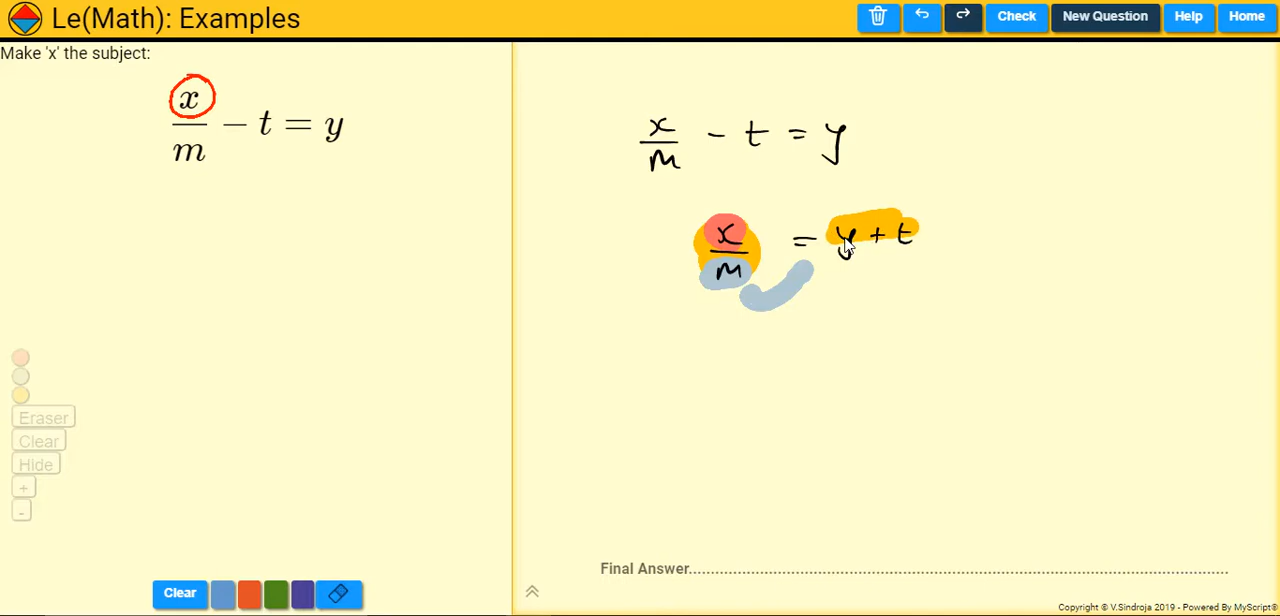 Le(Math): Examples
Check
New Question
Help
Home
Make 'x' the subject:
x/m − t = y
x/m - t = y
x/m = y + t
Eraser
Clear
Hide
+
-
Clear
Final Answer................................................................................................................................
Copyright © V.Sindroja 2019 - Powered By MyScript®